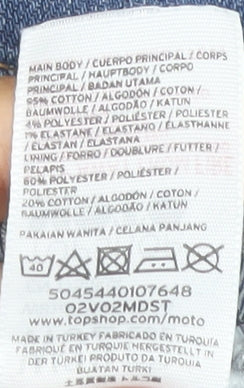 MAIN BODY / CUERPO PRINCIPAL / CORPS
PRINCIPAL / HAUPTBODY / CORPO
PRINCIPAL / BADAN UTAMA
95% COTTON / ALGODÓN / COTON /
BAUMWOLLE / ALGODÃO / KATUN
4% POLYESTER / POLIÉSTER / POLIESTER
1% ELASTANE / ELASTANO / ÉLASTHANNE
/ ELASTAN / ELASTANA
LINING / FORRO / DOUBLURE / FUTTER /
PELAPIS
80% POLYESTER / POLIÉSTER /
POLIESTER
20% COTTON / ALGODÓN / COTON /
BAUMWOLLE / ALGODÃO / KATUN
PAKAIAN WANITA / CELANA PANJANG
40
5045440107648
02V02MDST
www.topshop.com/moto
MADE IN TURKEY FABRICADO EN TURQUÍA
FABRIQUÉ EN TURQUIE HERGESTELLT IN
DER TÜRKEI PRODUTO DA TURQUIA
BUATAN TURKI